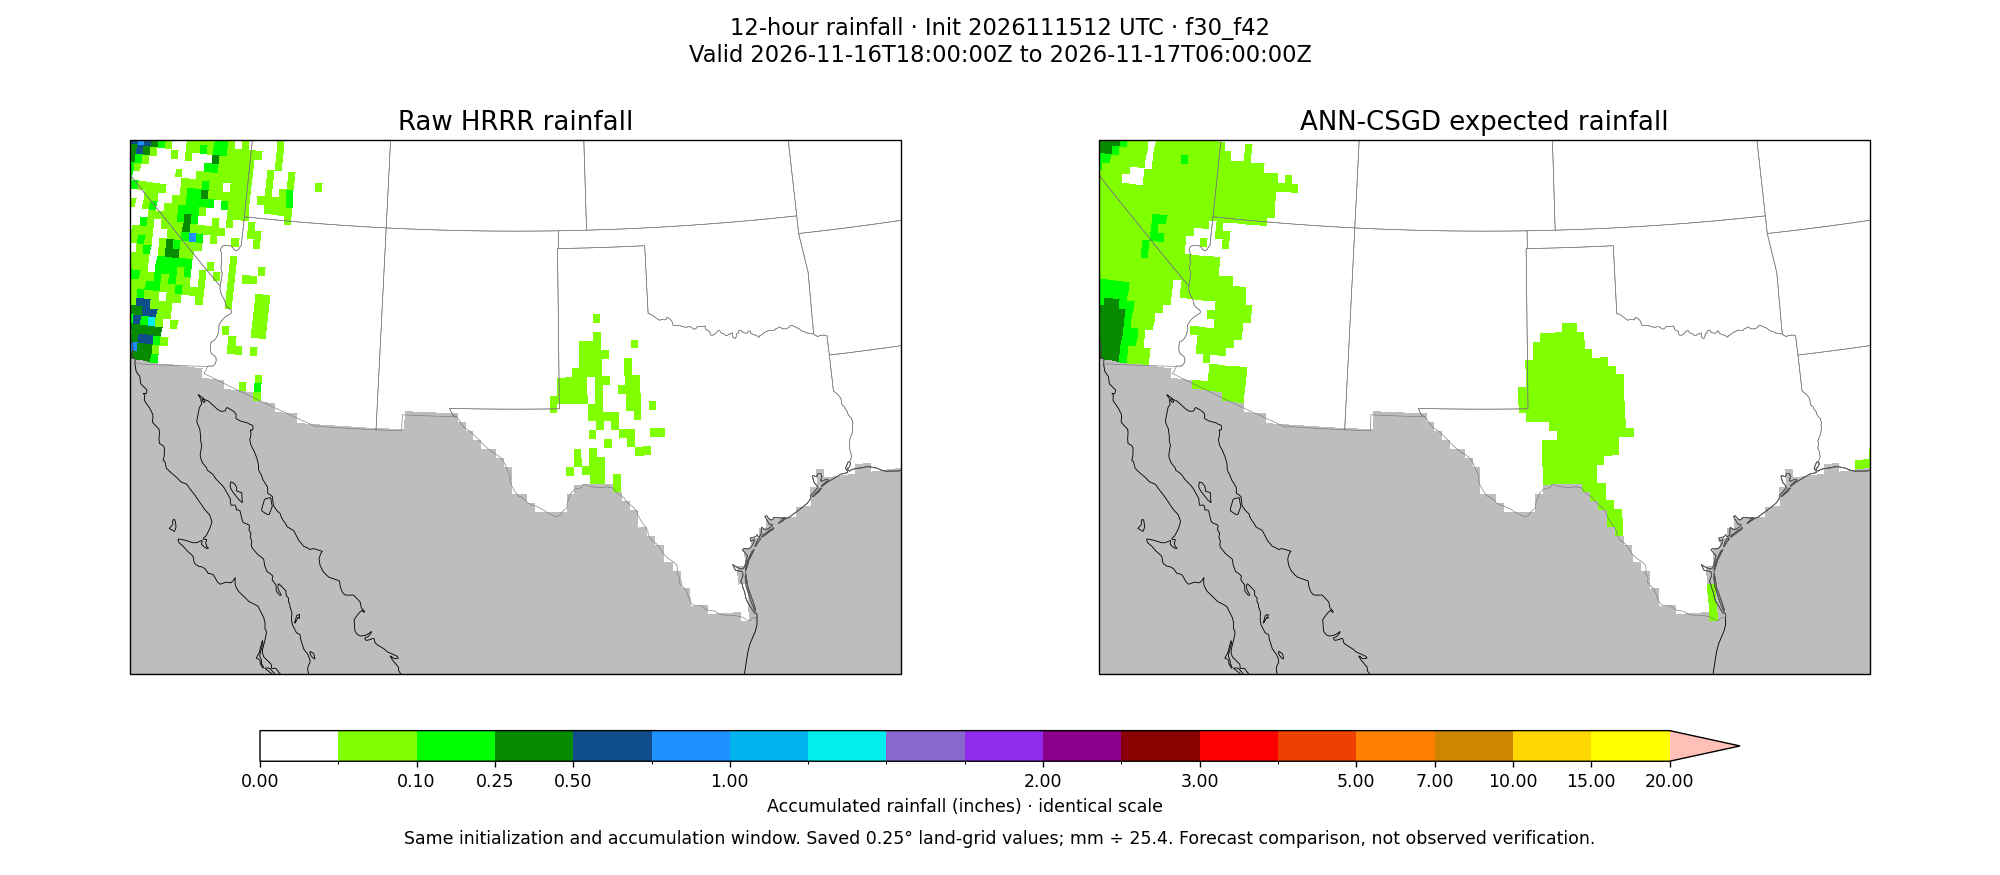 12-hour rainfall · Init 2026111512 UTC · f30_f42
Valid 2026-11-16T18:00:00Z to 2026-11-17T06:00:00Z
Raw HRRR rainfall
ANN-CSGD expected rainfall
0.00 0.10 0.25 0.50 1.00 2.00 3.00 5.00 7.00 10.00 15.00 20.00
Accumulated rainfall (inches) · identical scale
Same initialization and accumulation window. Saved 0.25° land-grid values; mm ÷ 25.4. Forecast comparison, not observed verification.